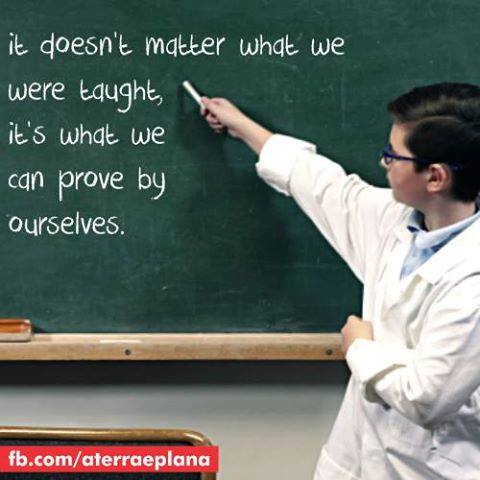 it doesn't matter what we
were taught,
it's what we
can prove by
ourselves.
fb.com/aterraeplana